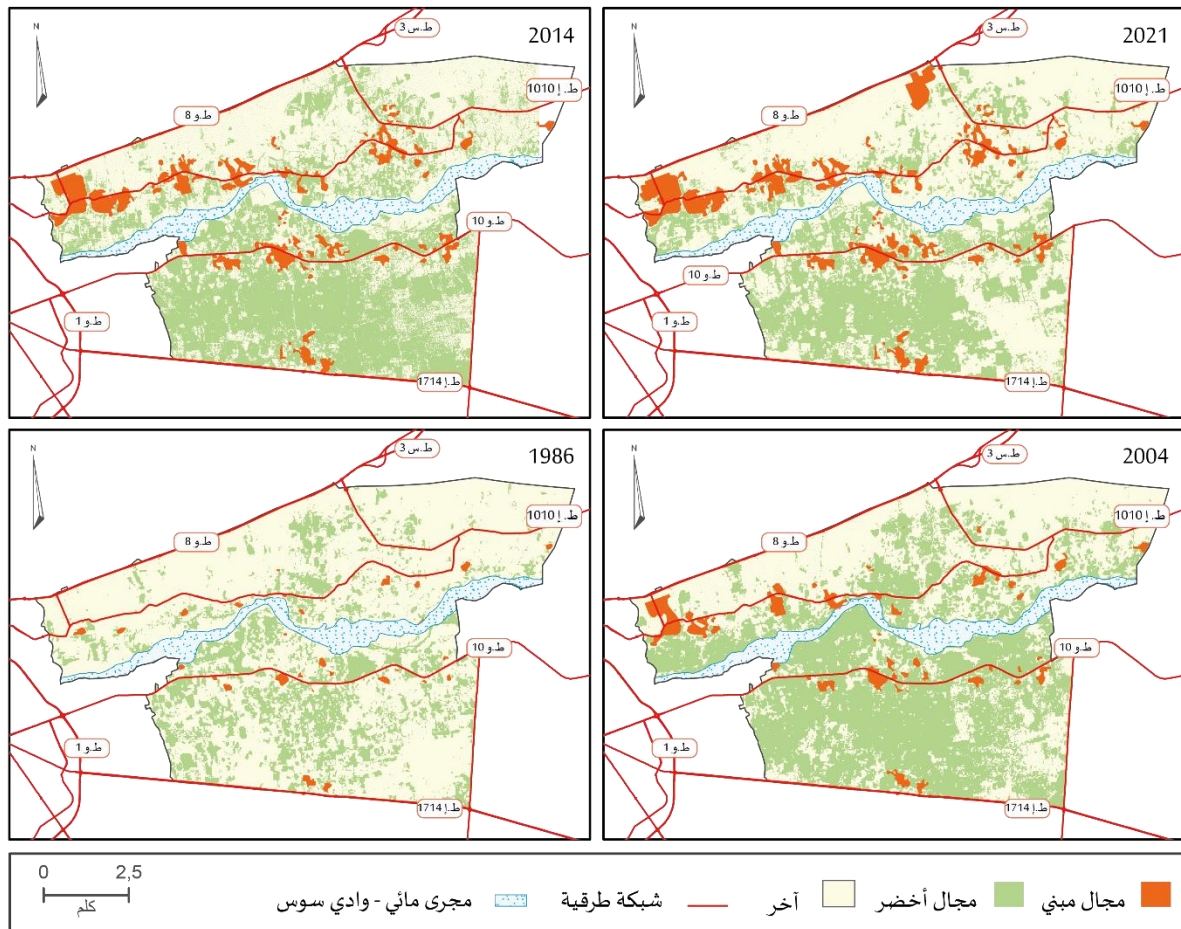 2014
N
ط.س 3
ط.و 8
ط.إ 1010
ط.و 10
ط.و 1
ط.إ 1714
2021
N
ط.س 3
ط.و 8
ط.إ 1010
ط.و 10
ط.و 1
ط.إ 1714
1986
N
ط.س 3
ط.و 8
ط.إ 1010
ط.و 10
ط.و 1
ط.إ 1714
2004
N
ط.س 3
ط.و 8
ط.إ 1010
ط.و 10
ط.و 1
ط.إ 1714
مجال مبني
مجال أخضر
آخر
شبكة طرقية
مجرى مائي - وادي سوس
0 2,5
كلم